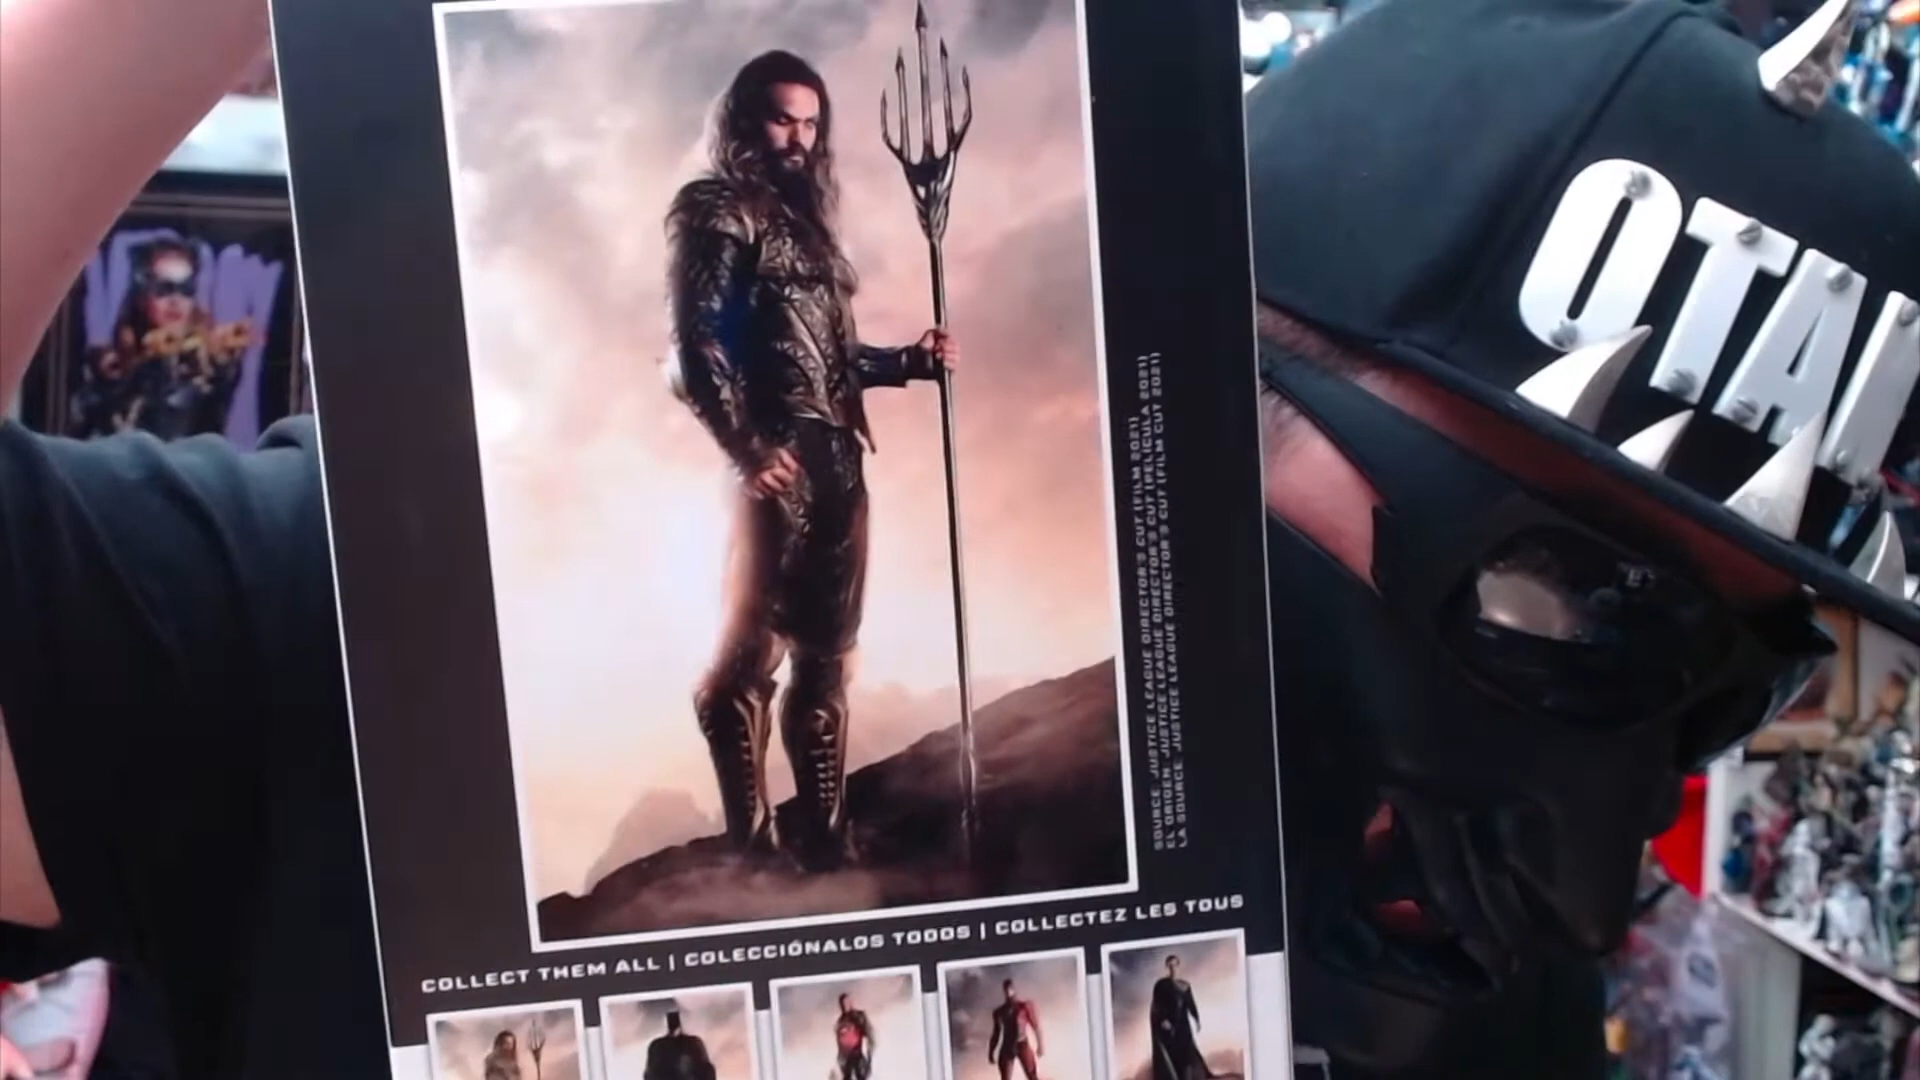 OTAK
SOURCE: JUSTICE LEAGUE DIRECTOR'S CUT (FILM 2021)
EL ORIGEN: JUSTICE LEAGUE DIRECTOR'S CUT (PELÍCULA 2021)
LA SOURCE: JUSTICE LEAGUE DIRECTOR'S CUT (FILM CUT 2021)
COLLECT THEM ALL | COLECCIÓNALOS TODOS | COLLECTEZ LES TOUS